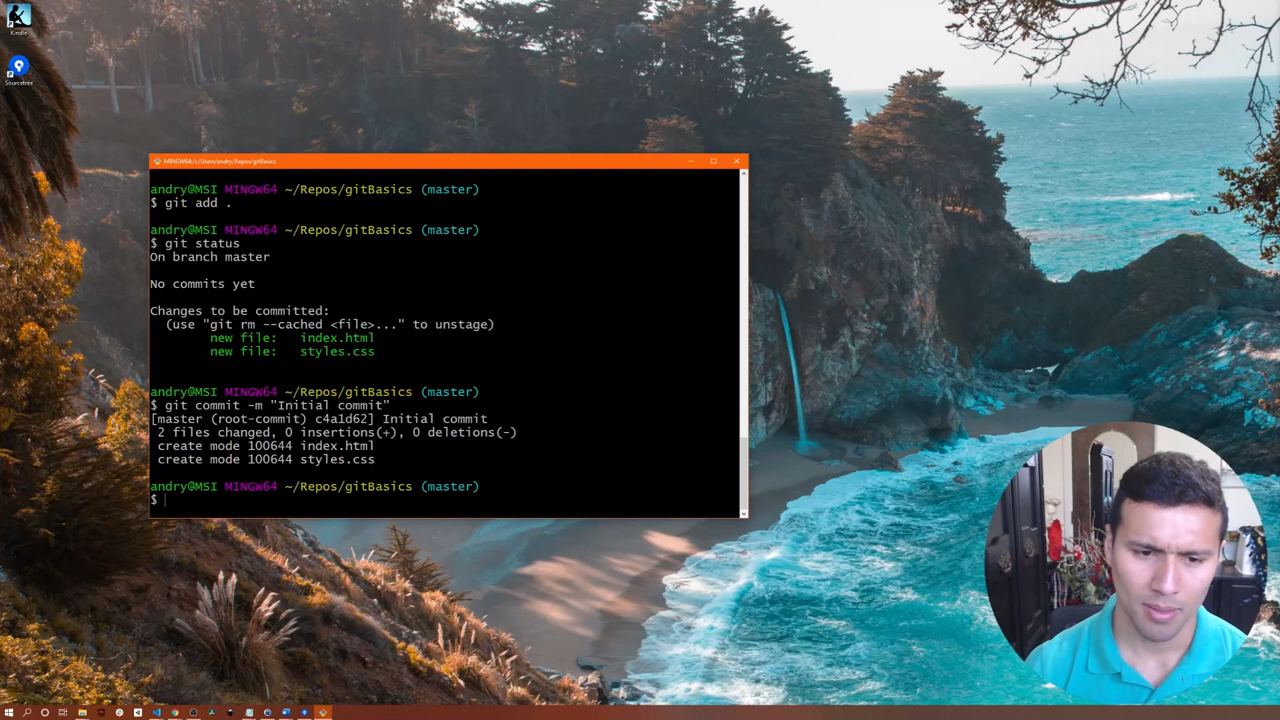 Kindle
Sourcetree
MINGW64:/c/Users/andry/Repos/gitBasics
andry@MSI MINGW64 ~/Repos/gitBasics (master)
$ git add .
andry@MSI MINGW64 ~/Repos/gitBasics (master)
$ git status
On branch master
No commits yet
Changes to be committed:
(use "git rm --cached <file>..." to unstage)
new file: index.html
new file: styles.css
andry@MSI MINGW64 ~/Repos/gitBasics (master)
$ git commit -m "Initial commit"
[master (root-commit) c4a1d62] Initial commit
2 files changed, 0 insertions(+), 0 deletions(-)
create mode 100644 index.html
create mode 100644 styles.css
andry@MSI MINGW64 ~/Repos/gitBasics (master)
$